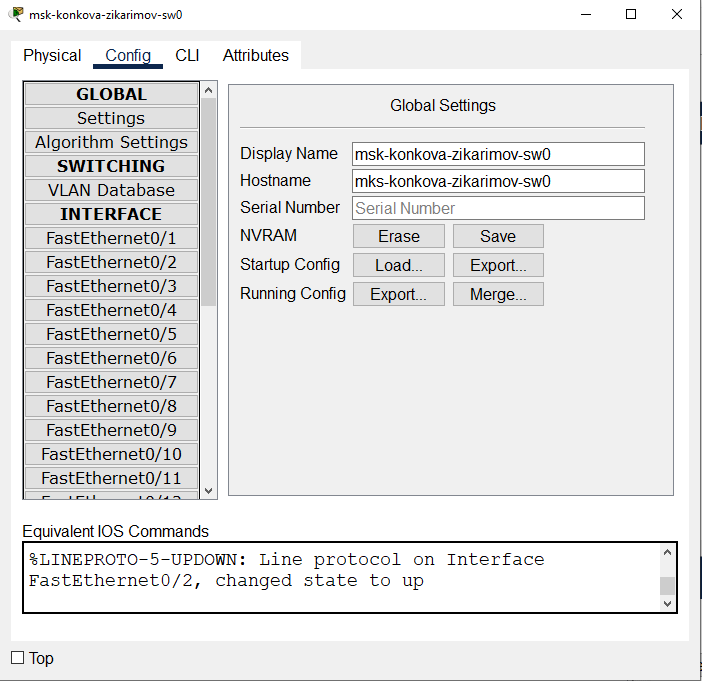 msk-konkova-zikarimov-sw0
Physical Config CLI Attributes
GLOBAL
Settings
Algorithm Settings
SWITCHING
VLAN Database
INTERFACE
FastEthernet0/1
FastEthernet0/2
FastEthernet0/3
FastEthernet0/4
FastEthernet0/5
FastEthernet0/6
FastEthernet0/7
FastEthernet0/8
FastEthernet0/9
FastEthernet0/10
FastEthernet0/11
FastEthernet0/12
Global Settings
Display Name msk-konkova-zikarimov-sw0
Hostname mks-konkova-zikarimov-sw0
Serial Number Serial Number
NVRAM Erase Save
Startup Config Load... Export...
Running Config Export... Merge...
Equivalent IOS Commands
%LINEPROTO-5-UPDOWN: Line protocol on Interface
FastEthernet0/2, changed state to up
Top